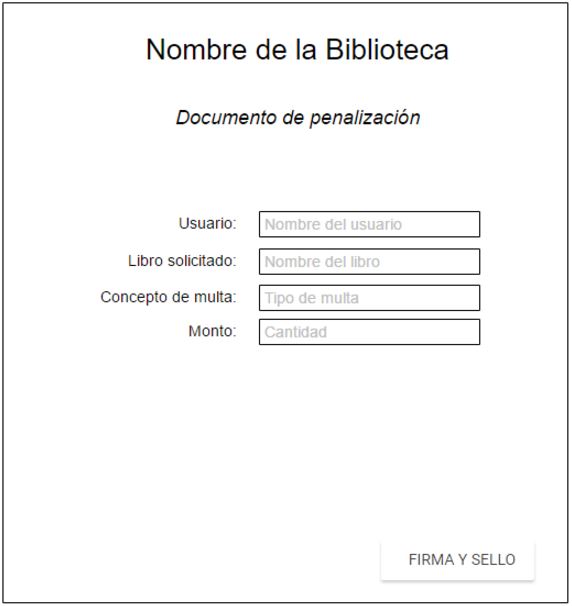 Nombre de la Biblioteca
Documento de penalización
Usuario: Nombre del usuario
Libro solicitado: Nombre del libro
Concepto de multa: Tipo de multa
Monto: Cantidad
FIRMA Y SELLO